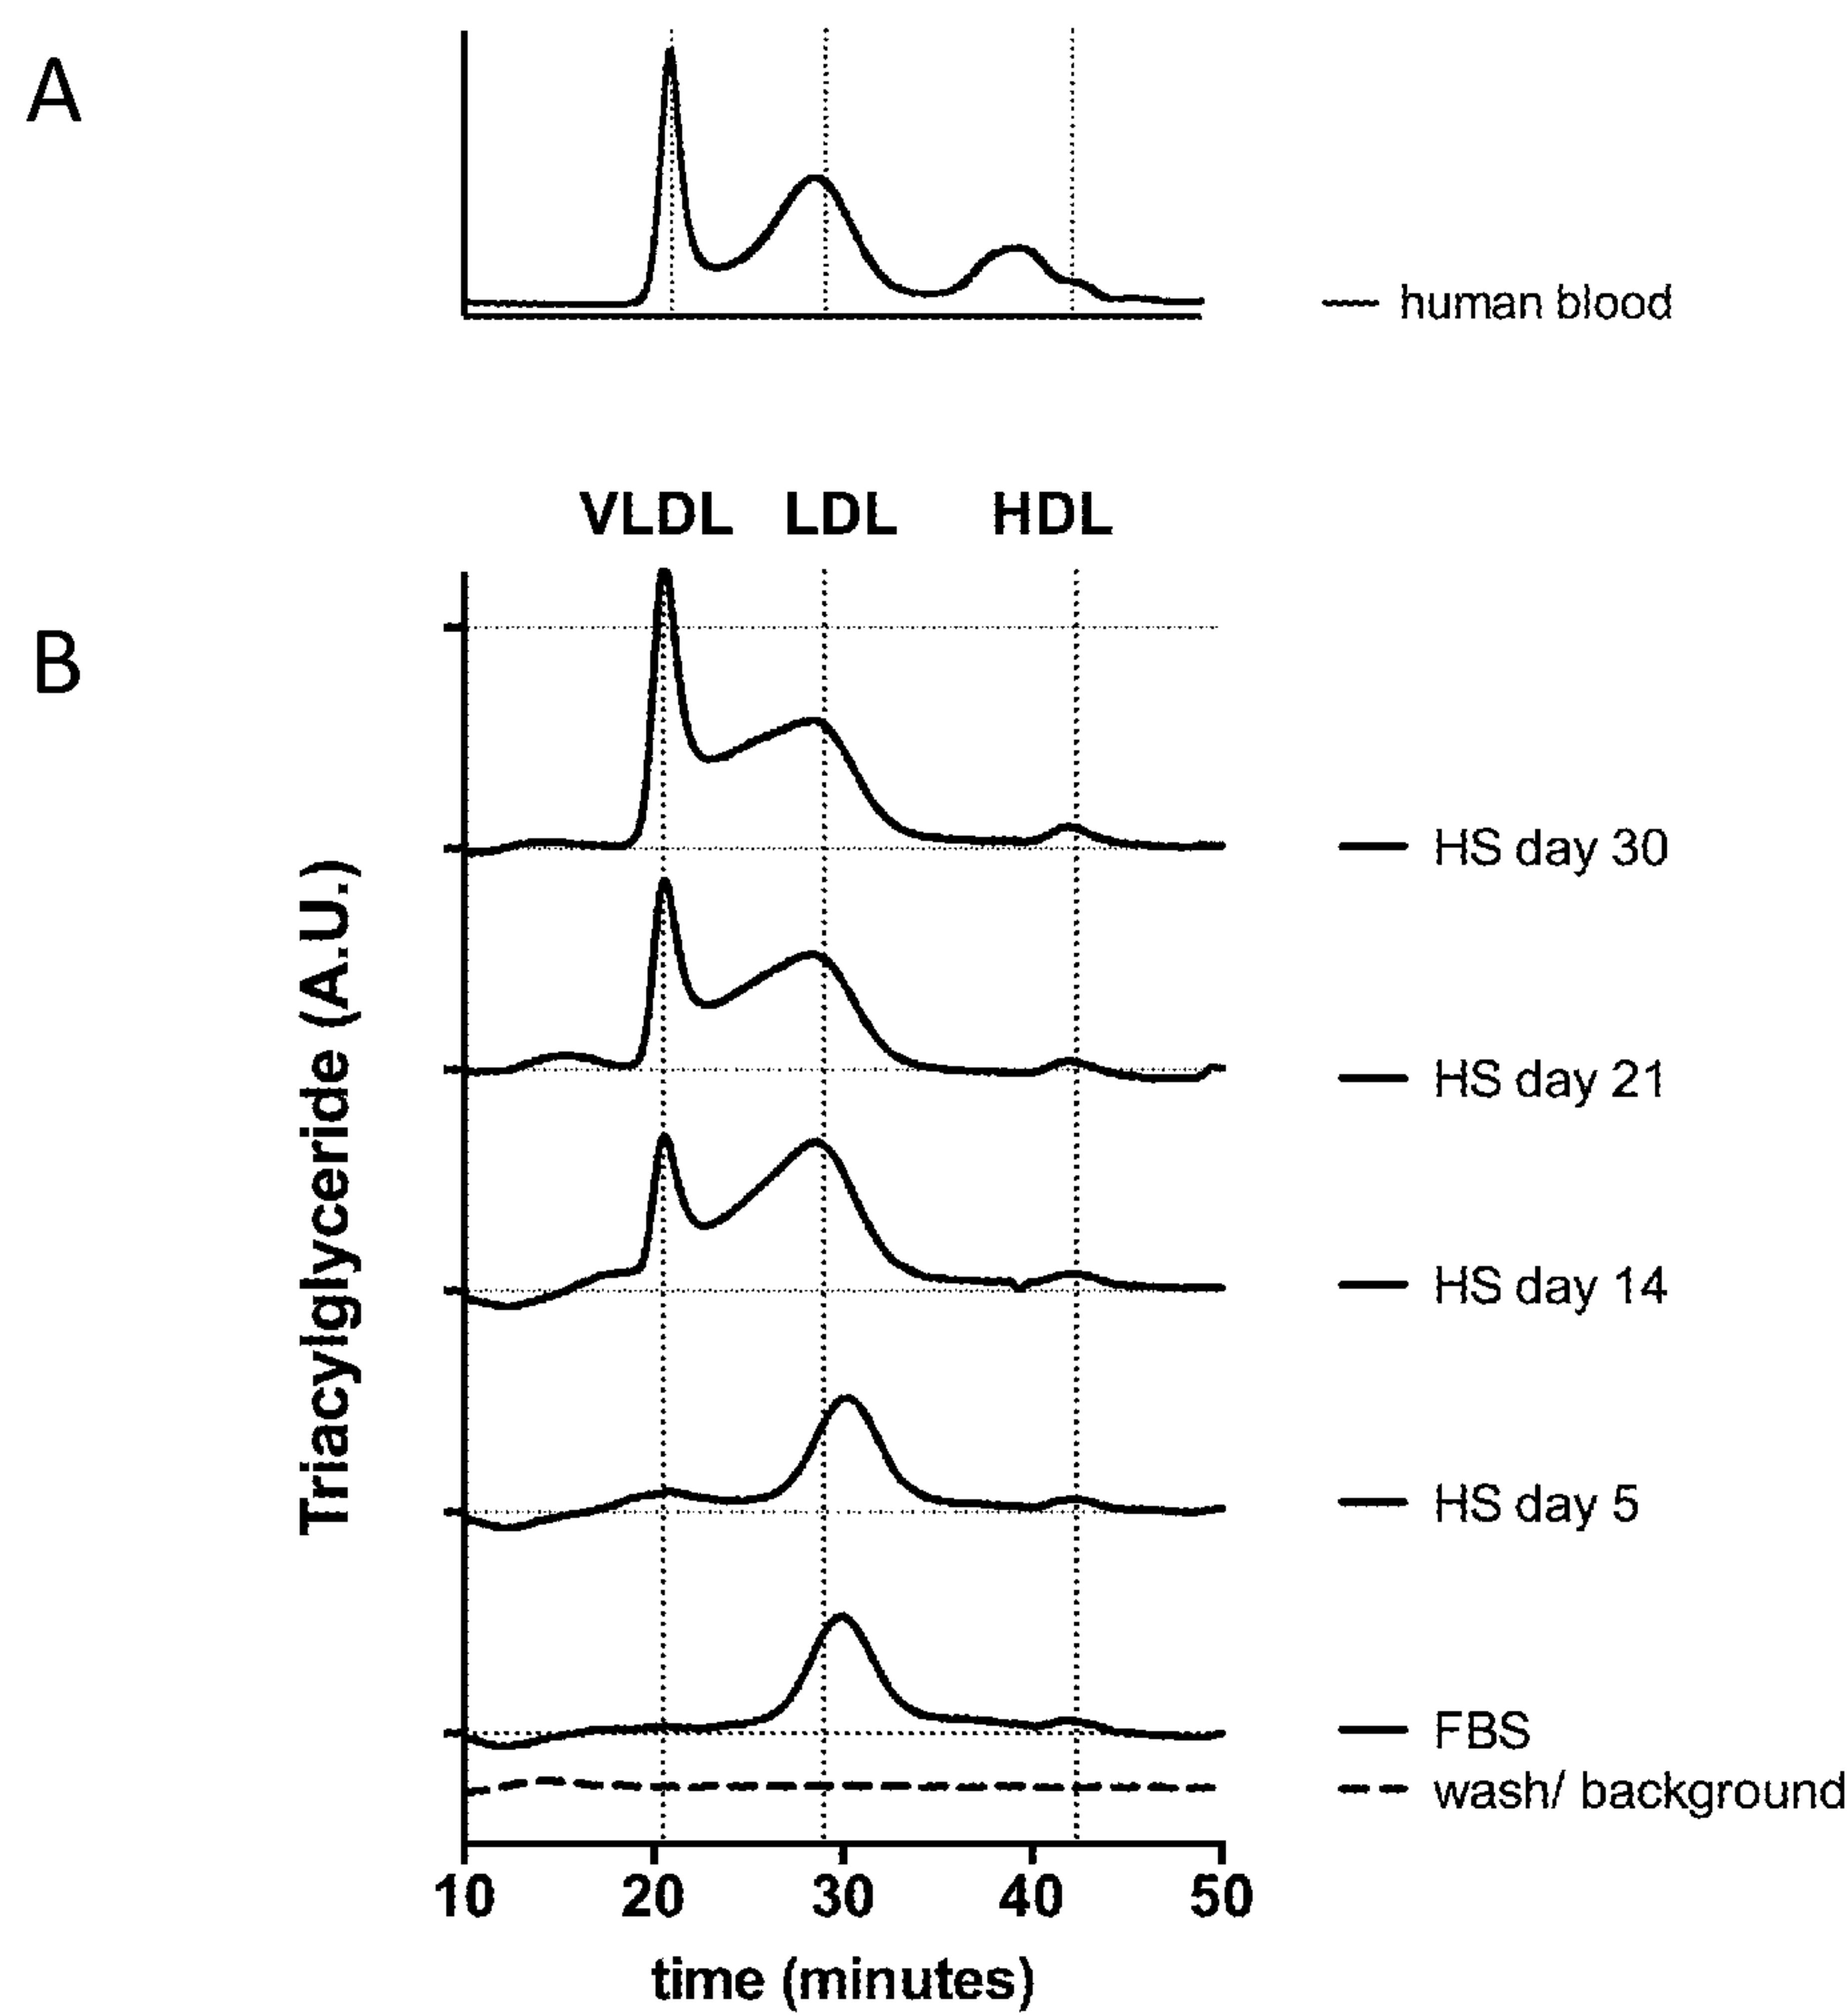 A
human blood
VLDL LDL HDL
B
Triacylglyceride (A.U.)
HS day 30
HS day 21
HS day 14
HS day 5
FBS
wash/ background
10 20 30 40 50
time (minutes)